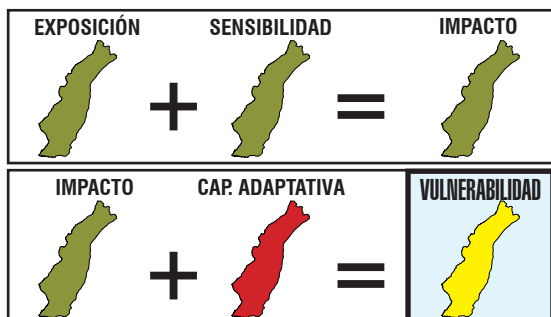 EXPOSICIÓN SENSIBILIDAD IMPACTO
+ =
IMPACTO CAP. ADAPTATIVA VULNERABILIDAD
+ =